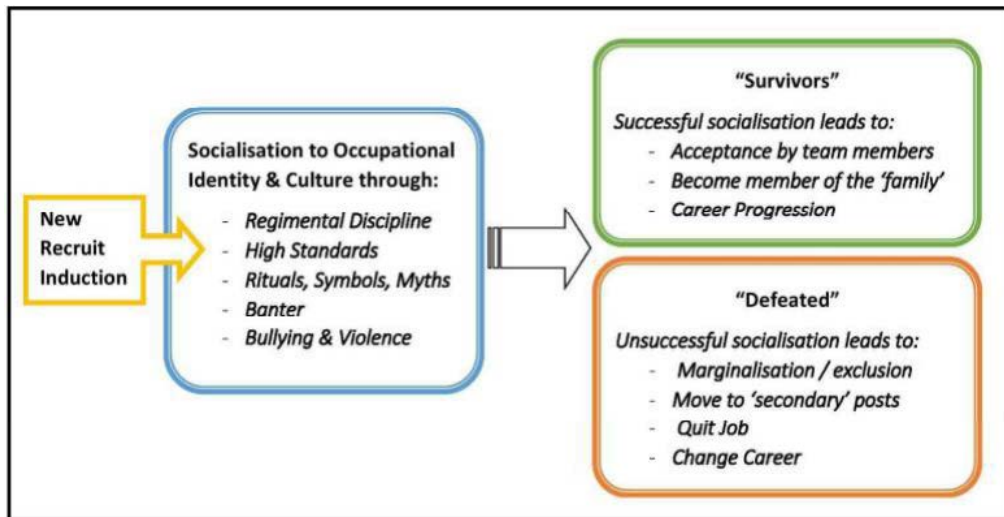 New
Recruit
Induction
Socialisation to Occupational
Identity & Culture through:
- Regimental Discipline
- High Standards
- Rituals, Symbols, Myths
- Banter
- Bullying & Violence
“Survivors”
Successful socialisation leads to:
- Acceptance by team members
- Become member of the ‘family’
- Career Progression
“Defeated”
Unsuccessful socialisation leads to:
- Marginalisation / exclusion
- Move to ‘secondary’ posts
- Quit Job
- Change Career